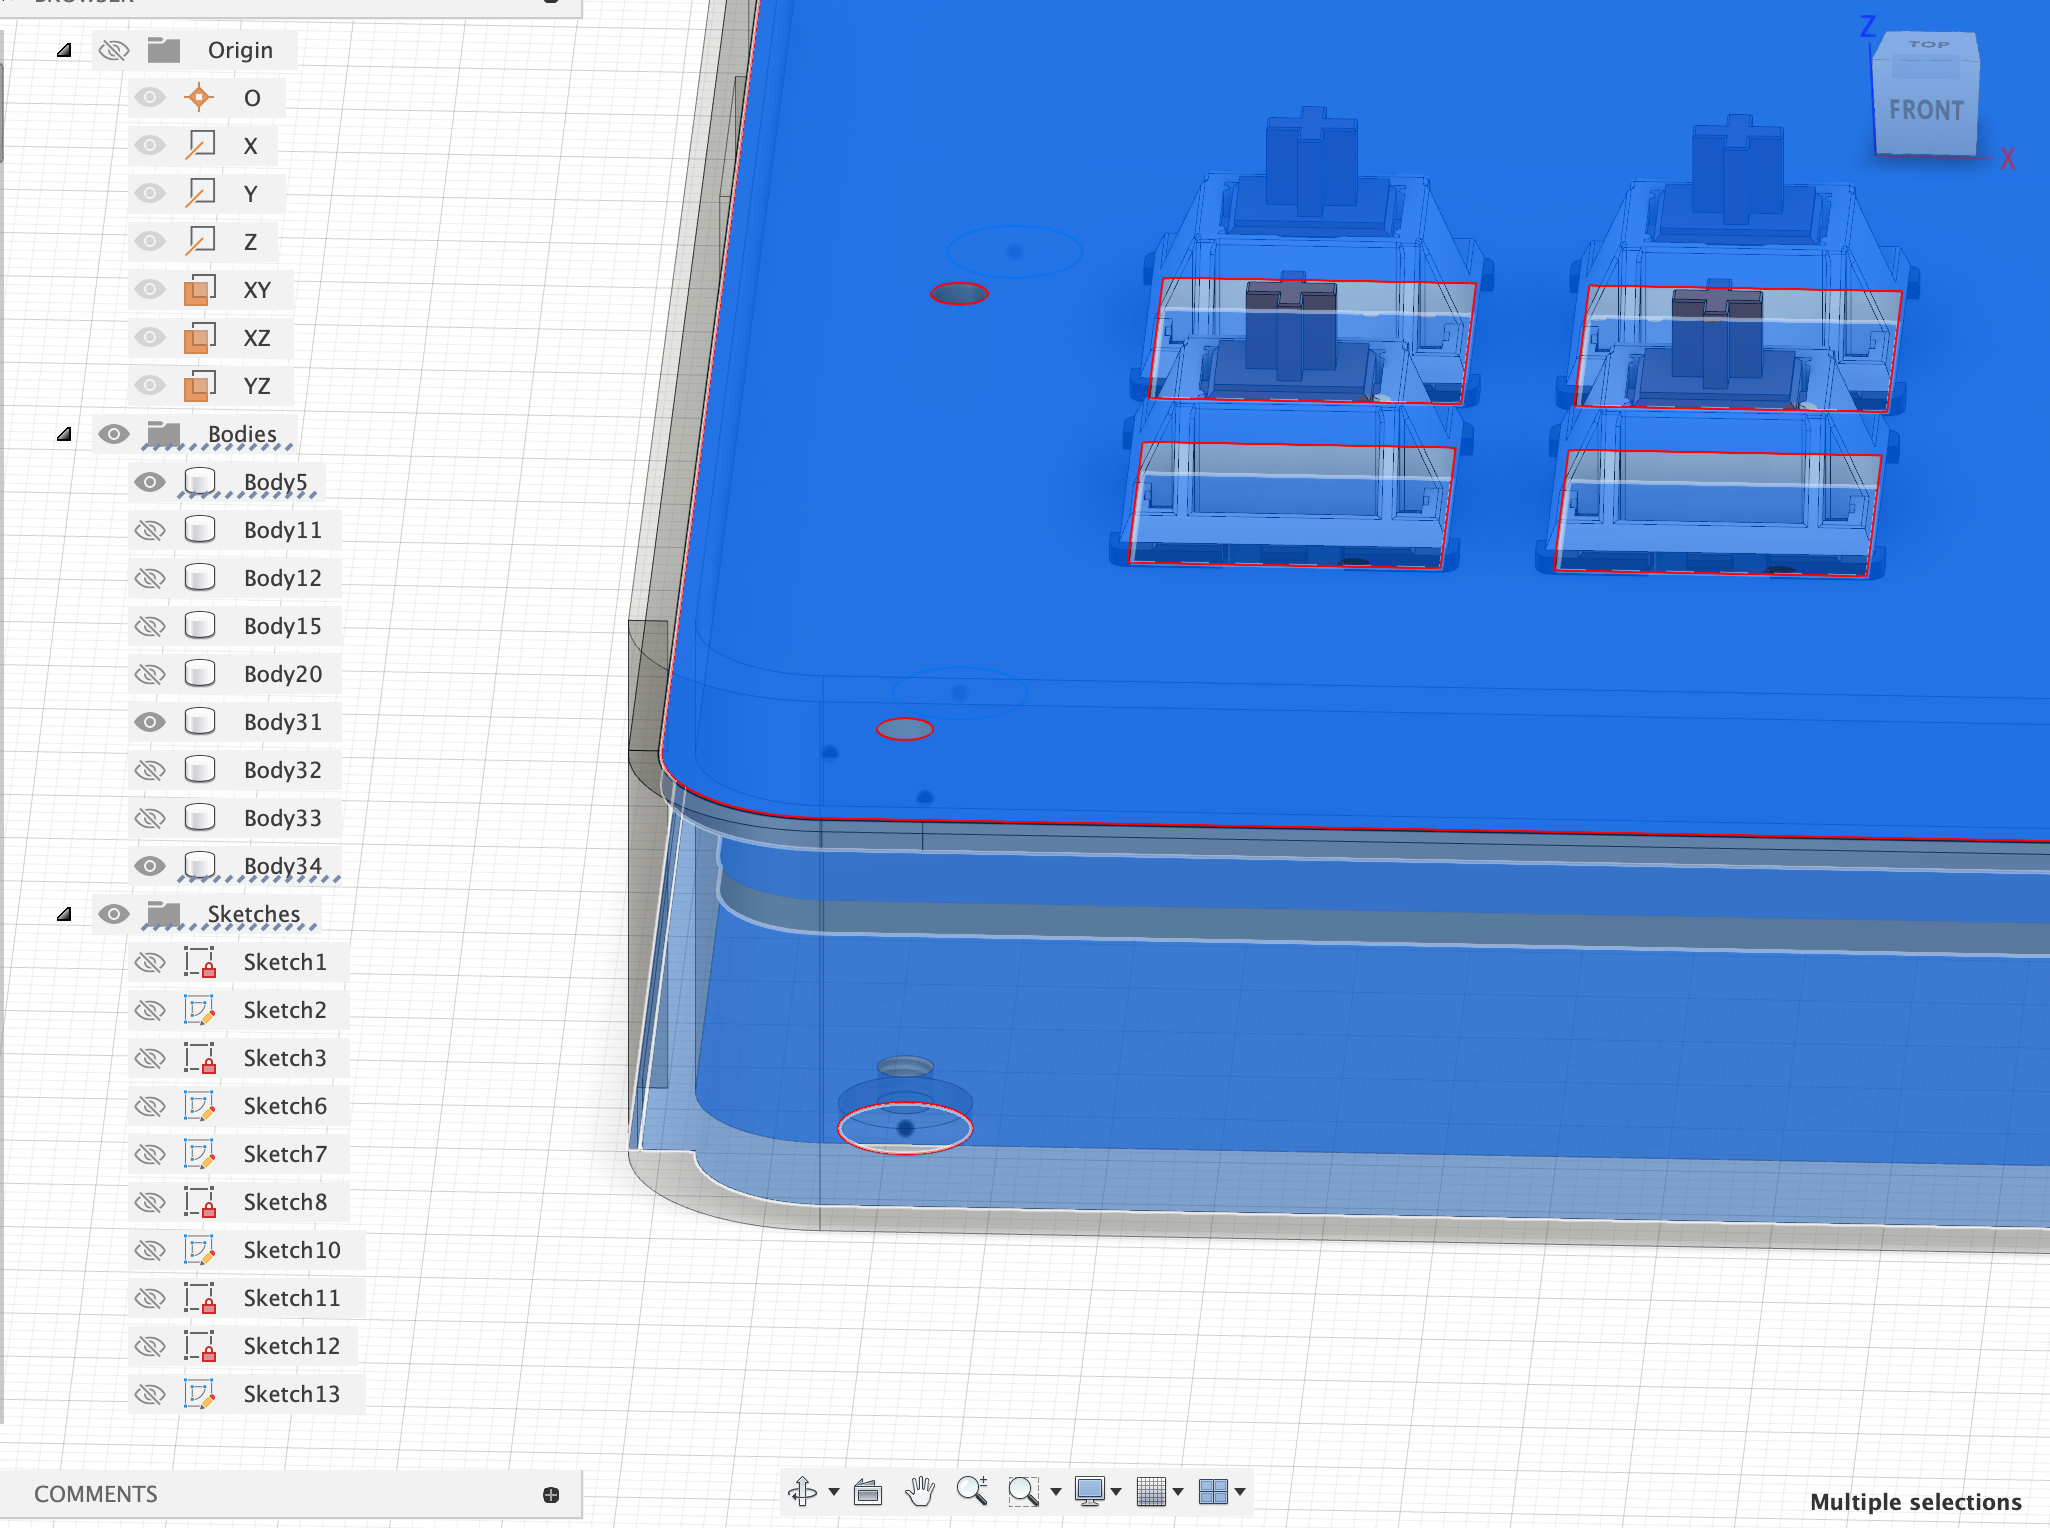 BROWSER
Origin
O
X
Y
Z
XY
XZ
YZ
Bodies
Body5
Body11
Body12
Body15
Body20
Body31
Body32
Body33
Body34
Sketches
Sketch1
Sketch2
Sketch3
Sketch6
Sketch7
Sketch8
Sketch10
Sketch11
Sketch12
Sketch13
COMMENTS
Z
TOP
FRONT
X
Multiple selections